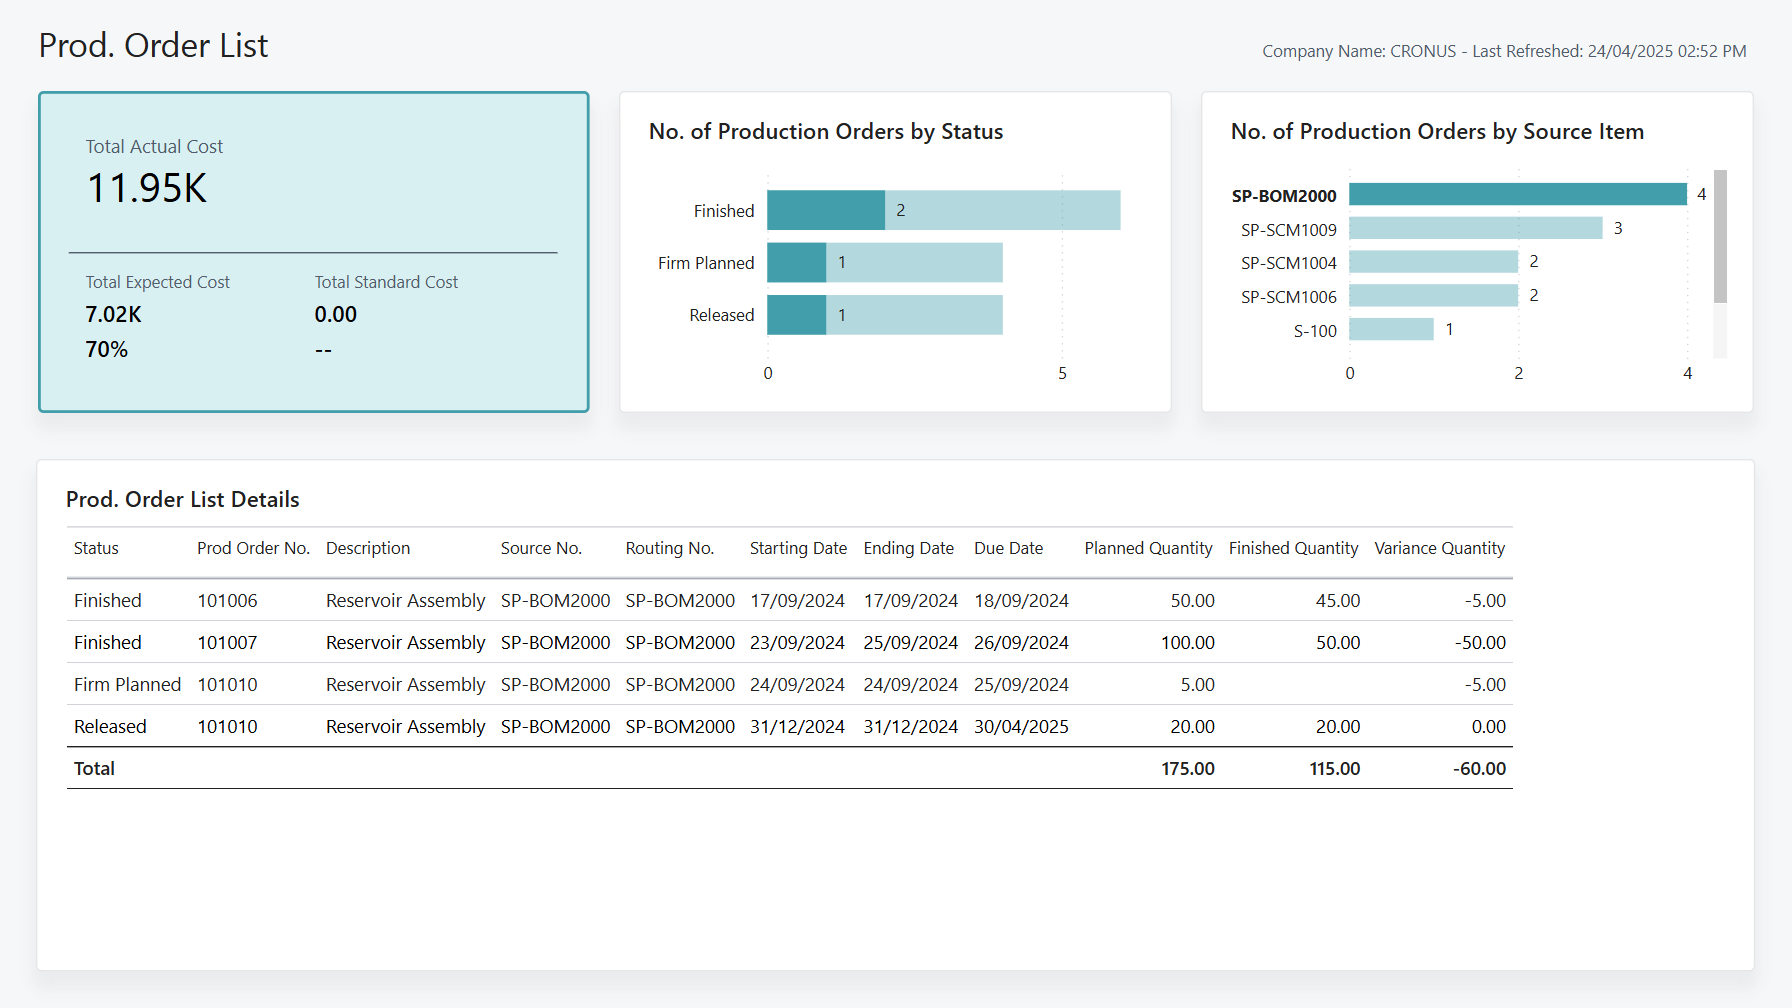 Prod. Order List
Company Name: CRONUS - Last Refreshed: 24/04/2025 02:52 PM
Total Actual Cost
11.95K
Total Expected Cost Total Standard Cost
7.02K 0.00
70% --
No. of Production Orders by Status
Finished 2
Firm Planned 1
Released 1
0 5
No. of Production Orders by Source Item
SP-BOM2000 4
SP-SCM1009 3
SP-SCM1004 2
SP-SCM1006 2
S-100 1
0 2 4
Prod. Order List Details
Status Prod Order No. Description Source No. Routing No. Starting Date Ending Date Due Date Planned Quantity Finished Quantity Variance Quantity
Finished 101006 Reservoir Assembly SP-BOM2000 SP-BOM2000 17/09/2024 17/09/2024 18/09/2024 50.00 45.00 -5.00
Finished 101007 Reservoir Assembly SP-BOM2000 SP-BOM2000 23/09/2024 25/09/2024 26/09/2024 100.00 50.00 -50.00
Firm Planned 101010 Reservoir Assembly SP-BOM2000 SP-BOM2000 24/09/2024 24/09/2024 25/09/2024 5.00 -5.00
Released 101010 Reservoir Assembly SP-BOM2000 SP-BOM2000 31/12/2024 31/12/2024 30/04/2025 20.00 20.00 0.00
Total 175.00 115.00 -60.00